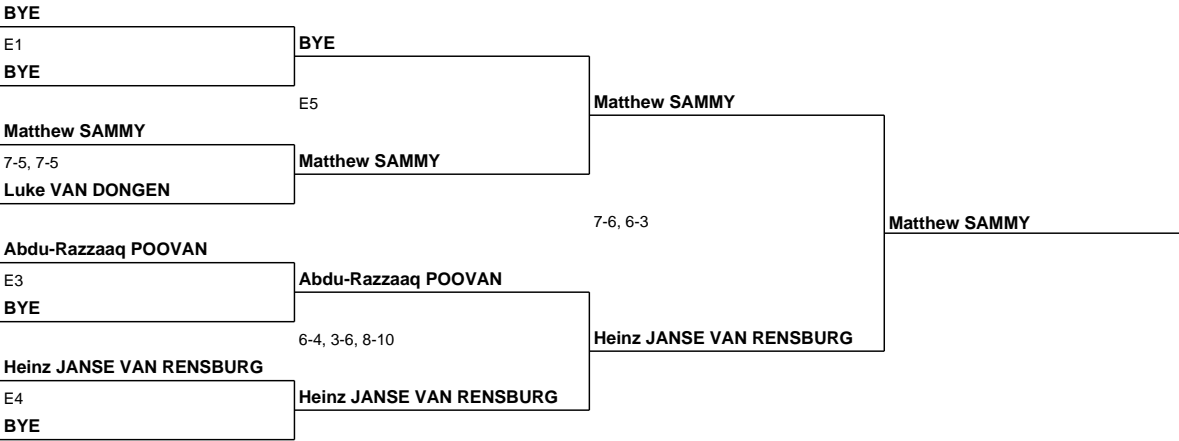 BYE
E1
BYE
BYE
E5
Matthew SAMMY
Matthew SAMMY
7-5, 7-5
Matthew SAMMY
Luke VAN DONGEN
7-6, 6-3
Matthew SAMMY
Abdu-Razzaaq POOVAN
E3
Abdu-Razzaaq POOVAN
BYE
6-4, 3-6, 8-10
Heinz JANSE VAN RENSBURG
Heinz JANSE VAN RENSBURG
E4
Heinz JANSE VAN RENSBURG
BYE